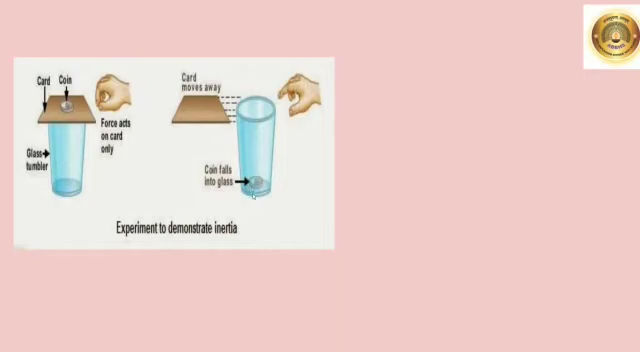 Card Coin
Force acts
on card
only
Glass
tumbler
Card
moves away
Coin falls
into glass
Experiment to demonstrate inertia